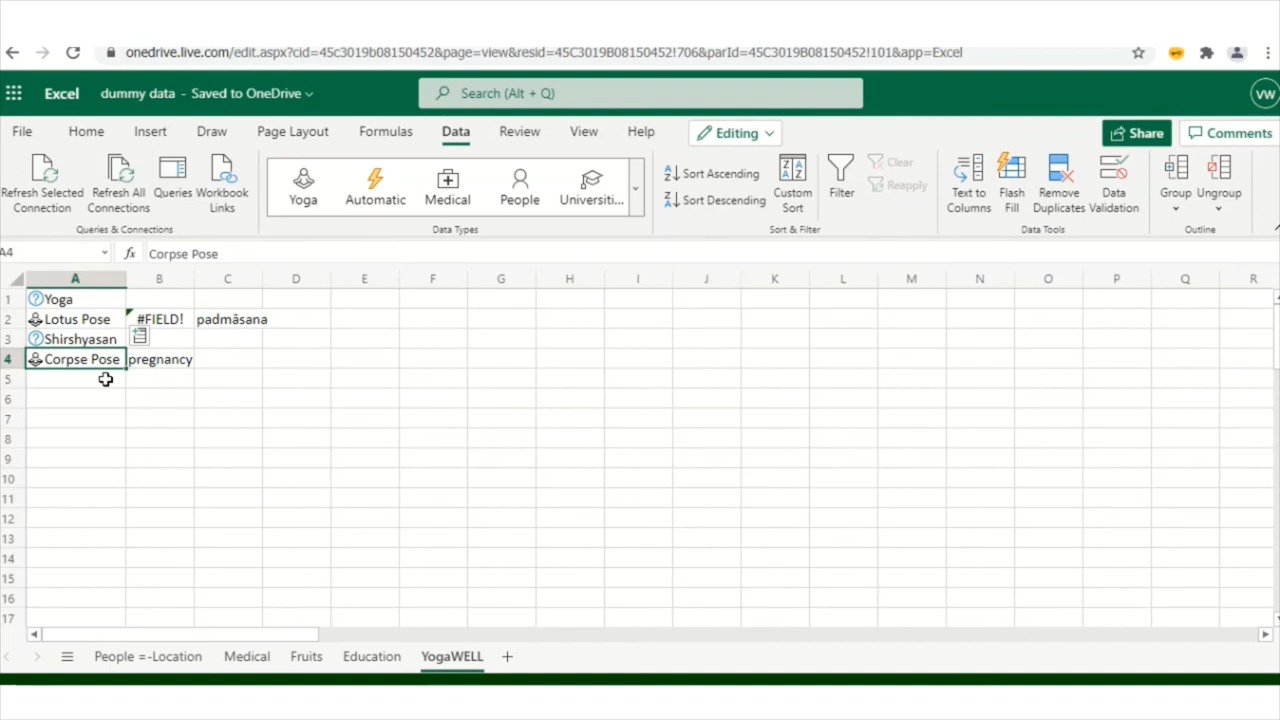 onedrive.live.com/edit.aspx?cid=45c3019b08150452&page=view&resid=45C3019B08150452!706&parId=45C3019B08150452!101&app=Excel
Excel dummy data - Saved to OneDrive Search (Alt + Q) VW
File Home Insert Draw Page Layout Formulas Data Review View Help Editing Share Comments
Refresh Selected Connection Refresh All Connections Queries Workbook Links Yoga Automatic Medical People Universiti... Sort Ascending Sort Descending Custom Sort Filter Clear Reapply Text to Columns Flash Fill Remove Duplicates Data Validation Group Ungroup
Queries & Connections Data Types Sort & Filter Data Tools Outline
A4 fx Corpse Pose
A B C D E F G H I J K L M N O P Q R
1 Yoga
2 Lotus Pose #FIELD! padmāsana
3 Shirshyasan
4 Corpse Pose pregnancy
5
6
7
8
9
10
11
12
13
14
15
16
17
People =-Location Medical Fruits Education YogaWELL